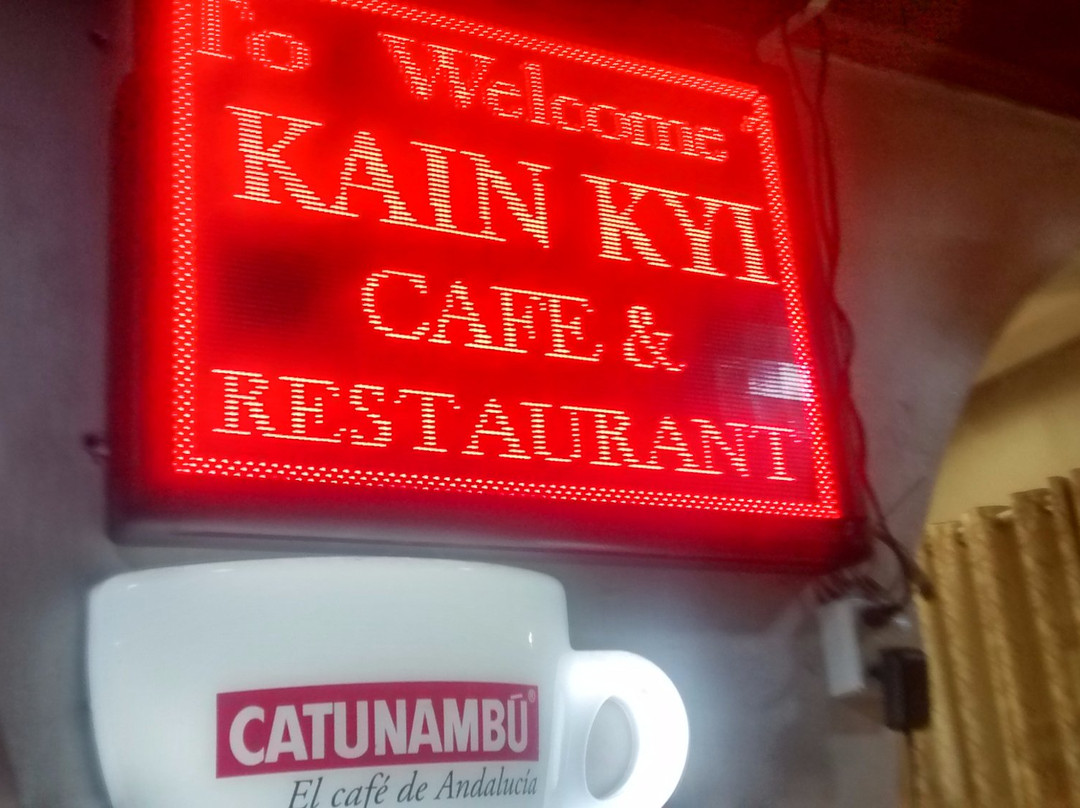 To Welcome
KAIN KYI
CAFE &
RESTAURANT
CATUNAMBÚ®
El café de Andalucía